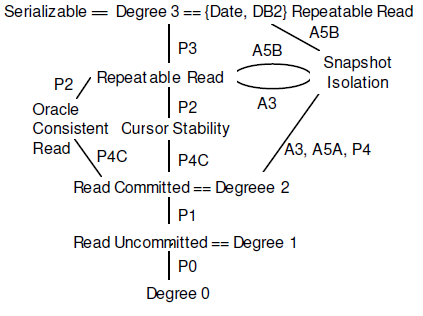 Serializable == Degree 3 == {Date, DB2} Repeatable Read
P3
A5B
A5B
Snapshot
Isolation
P2
Repeatable Read
A3
Oracle
Consistent
Read
P2
Cursor Stability
P4C
P4C
A3, A5A, P4
Read Committed == Degreee 2
P1
Read Uncommitted == Degree 1
P0
Degree 0